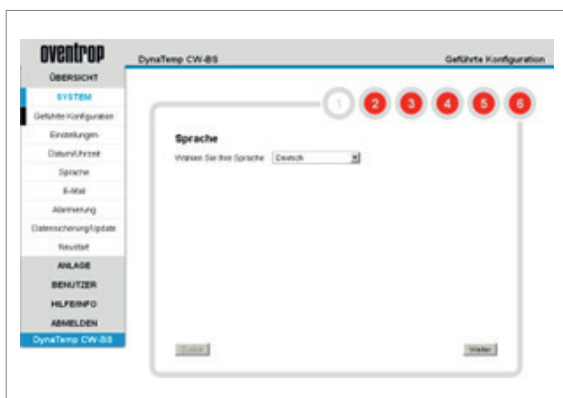 oventrop
DynaTemp CW-BS
Geführte Konfiguration
ÜBERSICHT
SYSTEM
Geführte Konfiguration
Einstellungen
Datum/Uhrzeit
Sprache
E-Mail
Alarmierung
Datensicherung/Update
Neustart
ANLAGE
BENUTZER
HILFE/INFO
ABMELDEN
DynaTemp CW-BS
1 2 3 4 5 6
Sprache
Wählen Sie Ihre Sprache Deutsch
Zurück
Weiter